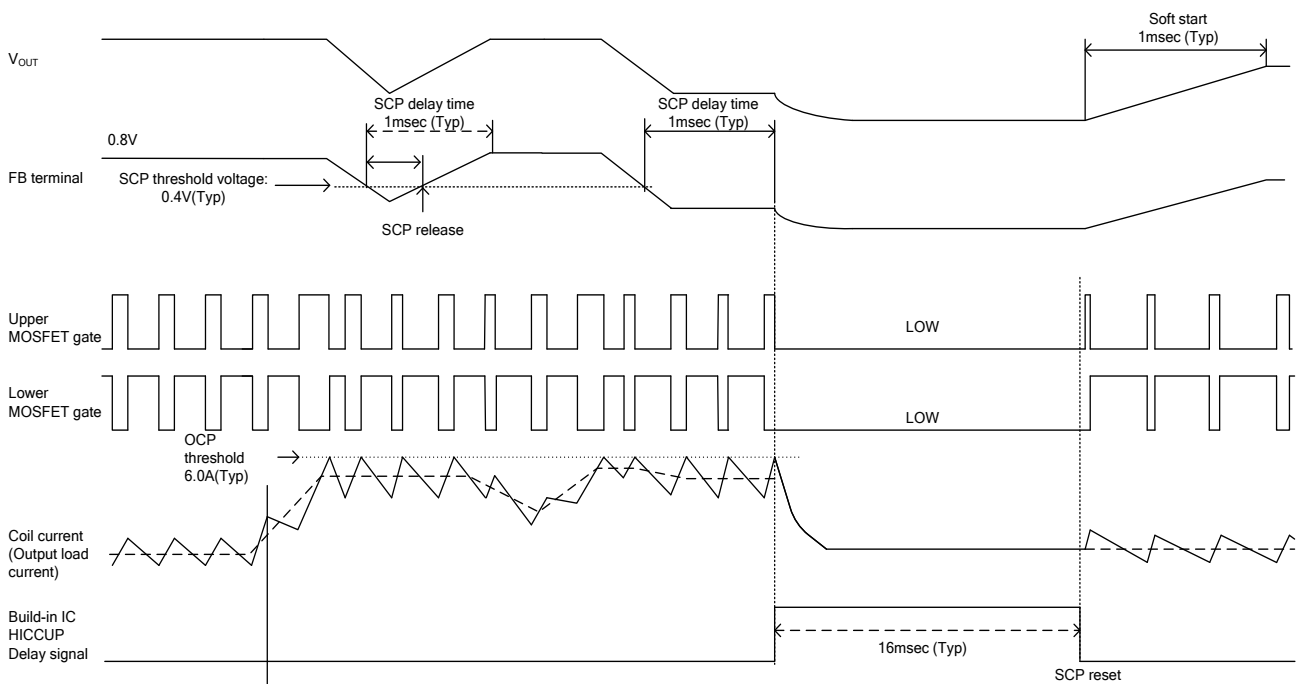 Soft start
1msec (Typ)
VOUT
SCP delay time
1msec (Typ)
SCP delay time
1msec (Typ)
0.8V
FB terminal
SCP threshold voltage:
0.4V(Typ)
SCP release
Upper
MOSFET gate
LOW
Lower
MOSFET gate
LOW
OCP
threshold
6.0A(Typ)
Coil current
(Output load
current)
Build-in IC
HICCUP
Delay signal
16msec (Typ)
SCP reset